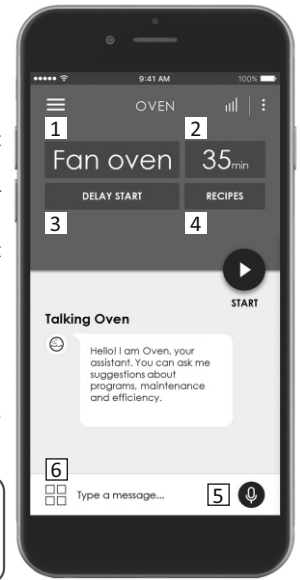 9:41 AM 100%
OVEN
1 2
Fan oven 35min
DELAY START RECIPES
3 4
START
Talking Oven
Hello! I am Oven, your
assistant. You can ask me
suggestions about
programs, maintenance
and efficiency.
6
Type a message... 5